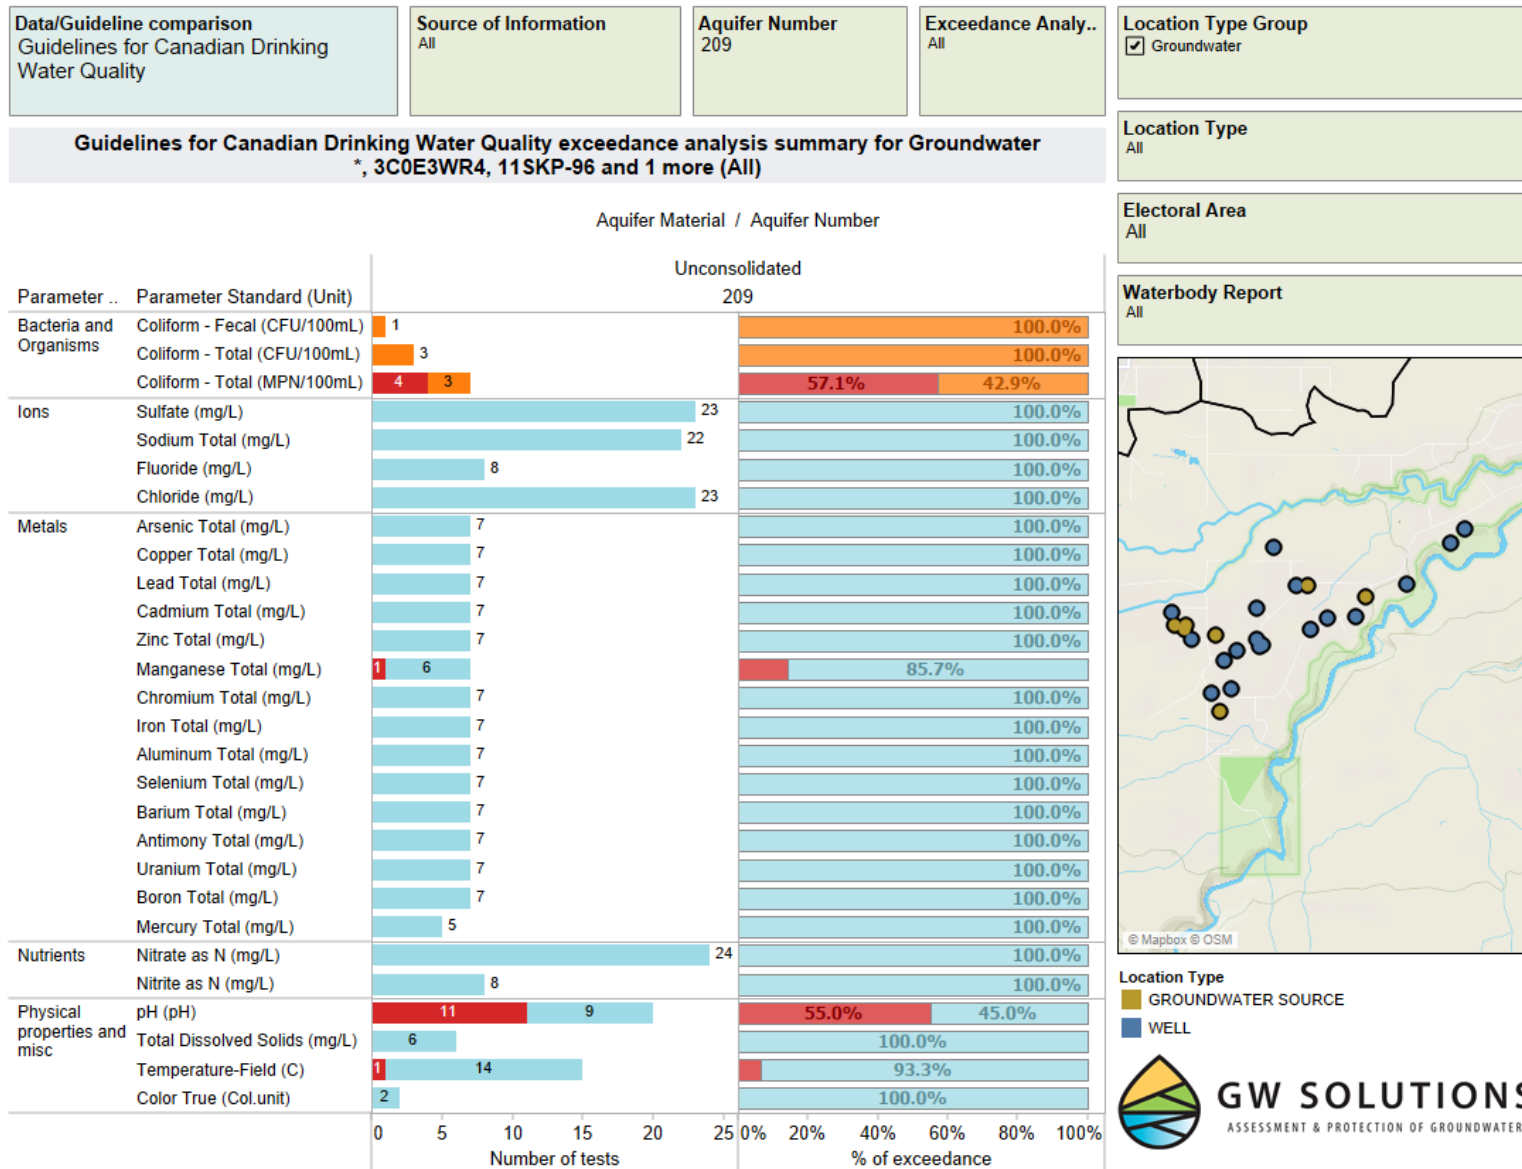 Data/Guideline comparison
Guidelines for Canadian Drinking
Water Quality
Source of Information
All
Aquifer Number
209
Exceedance Analy..
All
Location Type Group
Groundwater
Guidelines for Canadian Drinking Water Quality exceedance analysis summary for Groundwater
*, 3C0E3WR4, 11SKP-96 and 1 more (All)
Location Type
All
Electoral Area
All
Waterbody Report
All
Aquifer Material / Aquifer Number
Unconsolidated
Parameter .. Parameter Standard (Unit) 209
Bacteria and
Organisms
Coliform - Fecal (CFU/100mL) 1 100.0%
Coliform - Total (CFU/100mL) 3 100.0%
Coliform - Total (MPN/100mL) 4 3 57.1% 42.9%
Ions Sulfate (mg/L) 23 100.0%
Sodium Total (mg/L) 22 100.0%
Fluoride (mg/L) 8 100.0%
Chloride (mg/L) 23 100.0%
Metals Arsenic Total (mg/L) 7 100.0%
Copper Total (mg/L) 7 100.0%
Lead Total (mg/L) 7 100.0%
Cadmium Total (mg/L) 7 100.0%
Zinc Total (mg/L) 7 100.0%
Manganese Total (mg/L) 1 6 85.7%
Chromium Total (mg/L) 7 100.0%
Iron Total (mg/L) 7 100.0%
Aluminum Total (mg/L) 7 100.0%
Selenium Total (mg/L) 7 100.0%
Barium Total (mg/L) 7 100.0%
Antimony Total (mg/L) 7 100.0%
Uranium Total (mg/L) 7 100.0%
Boron Total (mg/L) 7 100.0%
Mercury Total (mg/L) 5 100.0%
Nutrients Nitrate as N (mg/L) 24 100.0%
Nitrite as N (mg/L) 8 100.0%
Physical
properties and
misc
pH (pH) 11 9 55.0% 45.0%
Total Dissolved Solids (mg/L) 6 100.0%
Temperature-Field (C) 1 14 93.3%
Color True (Col.unit) 2 100.0%
0 5 10 15 20 25 0% 20% 40% 60% 80% 100%
Number of tests % of exceedance
© Mapbox © OSM
Location Type
GROUNDWATER SOURCE
WELL
GW SOLUTIONS
ASSESSMENT & PROTECTION OF GROUNDWATER